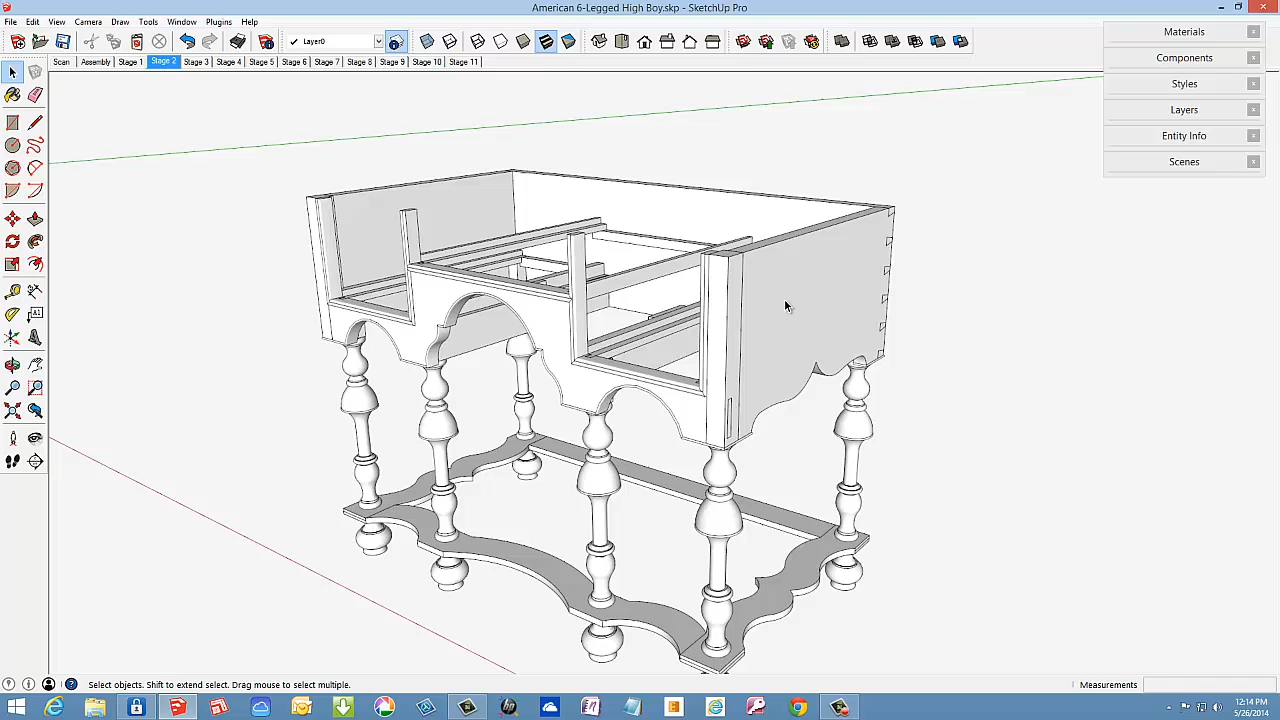 American 6-Legged High Boy.skp - SketchUp Pro
File Edit View Camera Draw Tools Window Plugins Help
Layer0
Scan Assembly Stage 1 Stage 2 Stage 3 Stage 4 Stage 5 Stage 6 Stage 7 Stage 8 Stage 9 Stage 10 Stage 11
Materials
Components
Styles
Layers
Entity Info
Scenes
Select objects. Shift to extend select. Drag mouse to select multiple.
Measurements
12:14 PM
5/26/2014